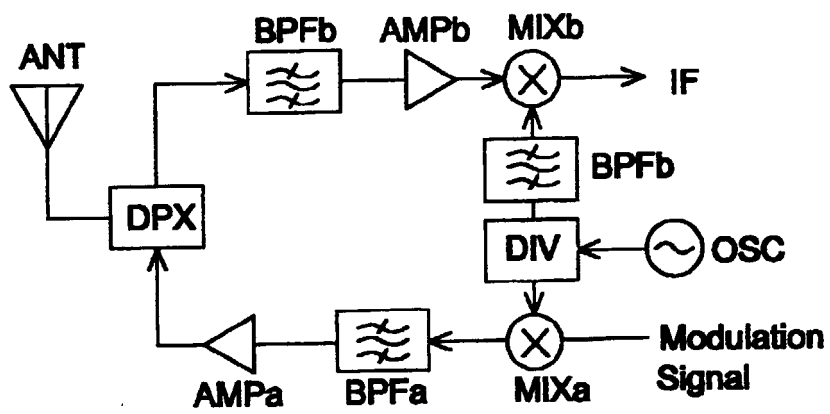 BPFb
AMPb
MIXb
ANT
IF
BPFb
DPX
DIV
OSC
Modulation
Signal
AMPa
BPFa
MIXa